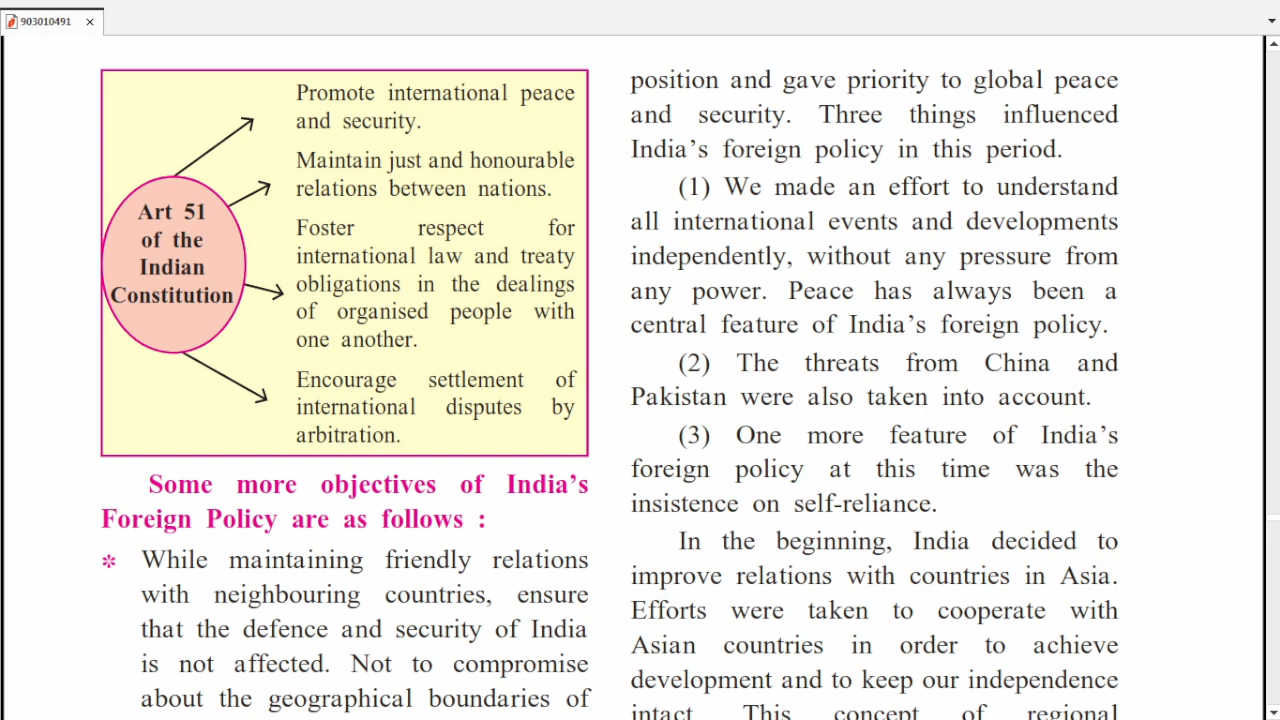 903010491
Promote international peace
and security.
Maintain just and honourable
relations between nations.
Art 51
of the
Indian
Constitution
Foster respect for
international law and treaty
obligations in the dealings
of organised people with
one another.
Encourage settlement of
international disputes by
arbitration.
Some more objectives of India's
Foreign Policy are as follows :
* While maintaining friendly relations
with neighbouring countries, ensure
that the defence and security of India
is not affected. Not to compromise
about the geographical boundaries of
position and gave priority to global peace
and security. Three things influenced
India's foreign policy in this period.
(1) We made an effort to understand
all international events and developments
independently, without any pressure from
any power. Peace has always been a
central feature of India's foreign policy.
(2) The threats from China and
Pakistan were also taken into account.
(3) One more feature of India's
foreign policy at this time was the
insistence on self-reliance.
In the beginning, India decided to
improve relations with countries in Asia.
Efforts were taken to cooperate with
Asian countries in order to achieve
development and to keep our independence
intact. This concept of regional